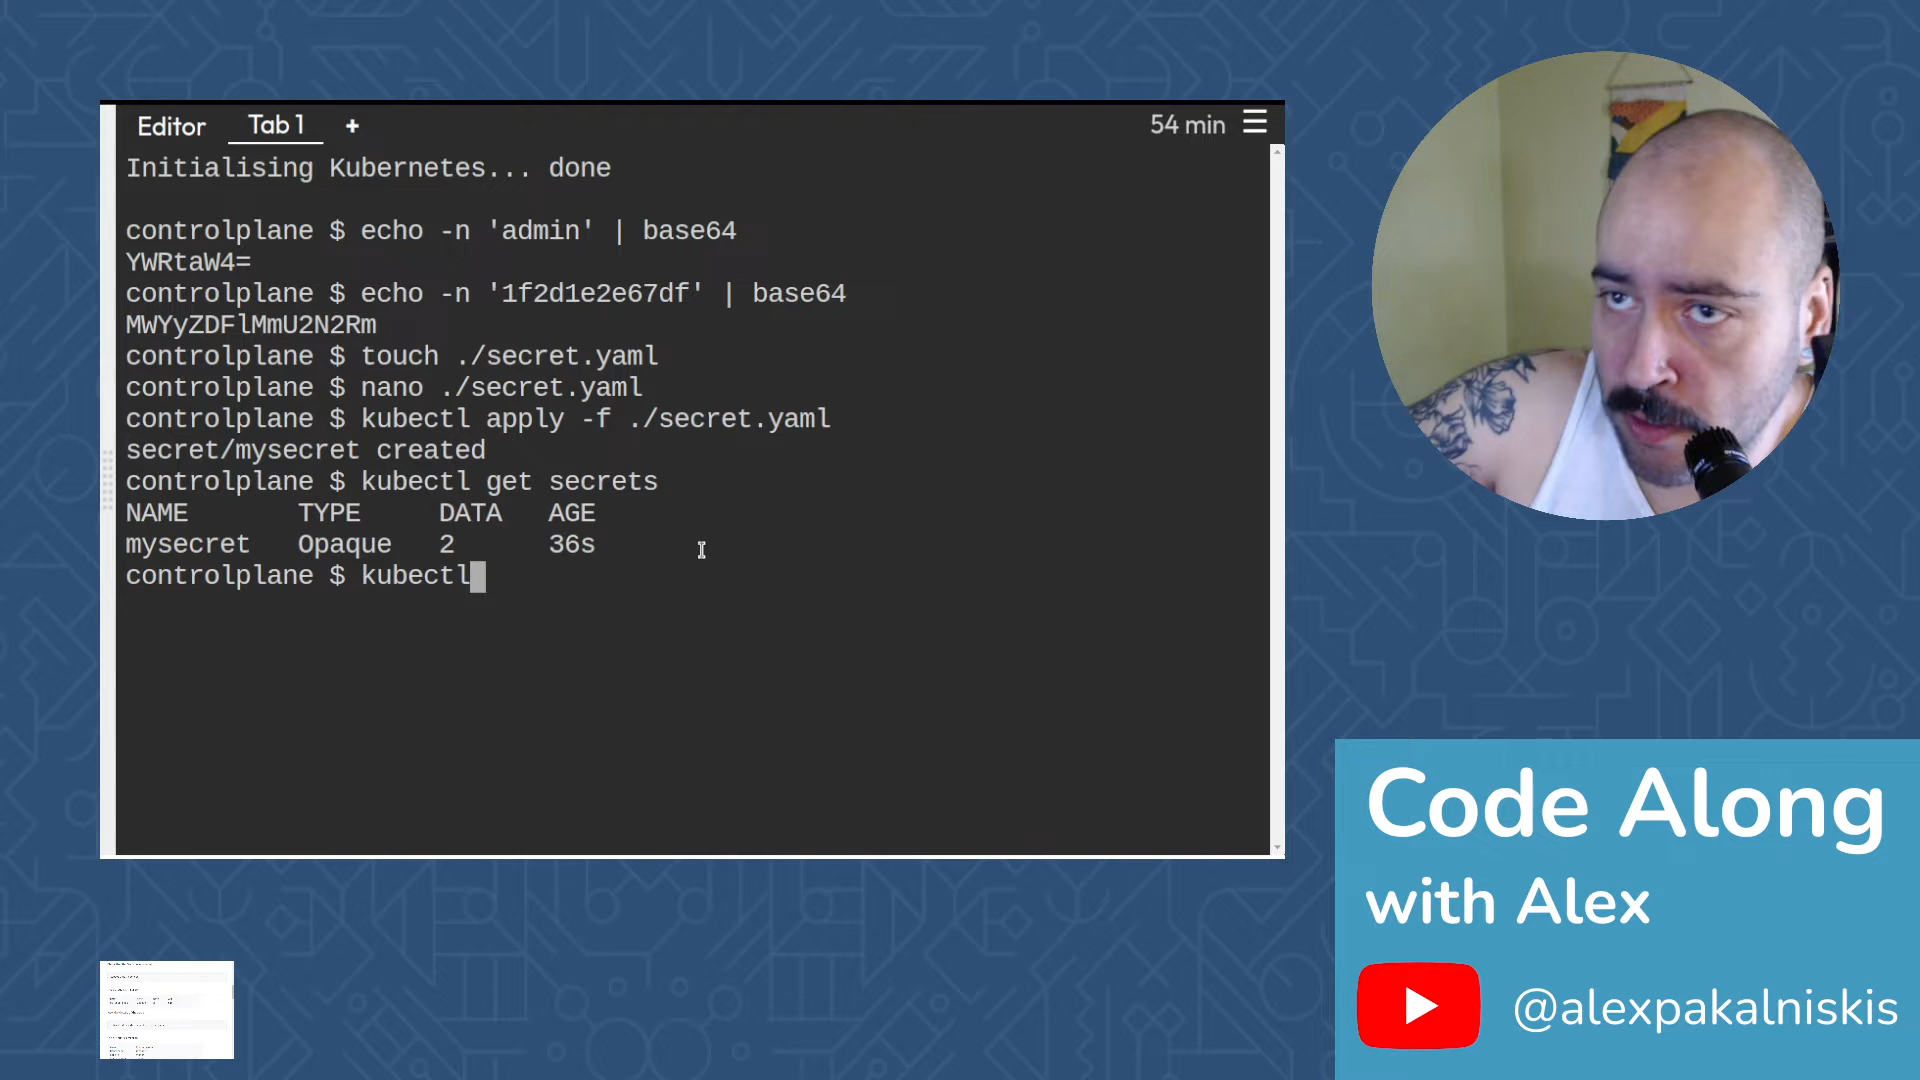 Editor Tab 1 + 54 min
Initialising Kubernetes... done
controlplane $ echo -n 'admin' | base64
YWRtaW4=
controlplane $ echo -n '1f2d1e2e67df' | base64
MWYyZDFlMmU2N2Rm
controlplane $ touch ./secret.yaml
controlplane $ nano ./secret.yaml
controlplane $ kubectl apply -f ./secret.yaml
secret/mysecret created
controlplane $ kubectl get secrets
NAME TYPE DATA AGE
mysecret Opaque 2 36s
controlplane $ kubectl
Code Along
with Alex
@alexpakalniskis